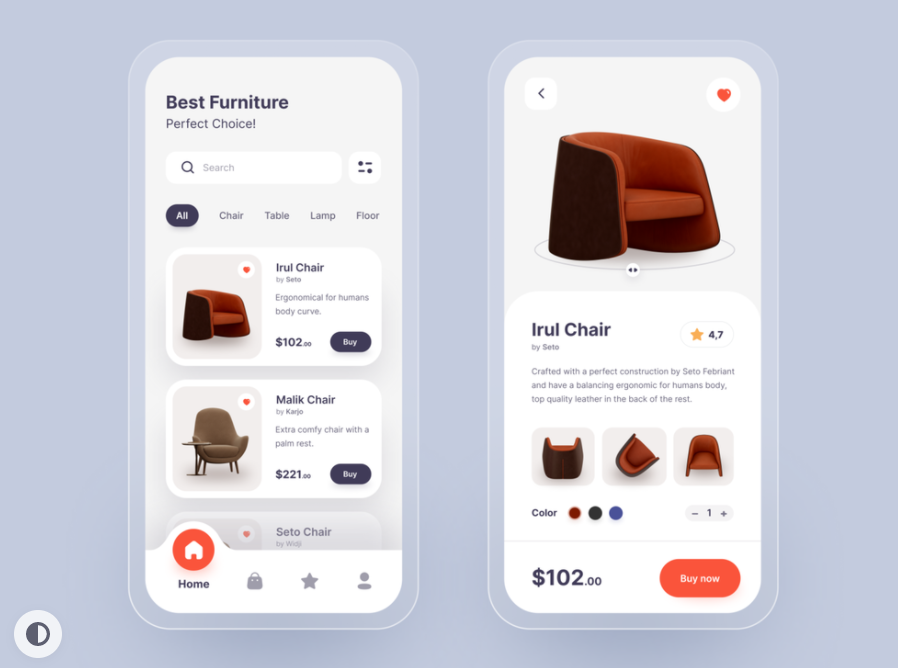 Best Furniture
Perfect Choice!
Search
All Chair Table Lamp Floor
Irul Chair
by Seto
Ergonomical for humans
body curve.
$102.00 Buy
Malik Chair
by Karjo
Extra comfy chair with a
palm rest.
$221.00 Buy
Seto Chair
by Widji
Home
Irul Chair
by Seto
4,7
Crafted with a perfect construction by Seto Febriant
and have a balancing ergonomic for humans body,
top quality leather in the back of the rest.
Color
− 1 +
$102.00
Buy now